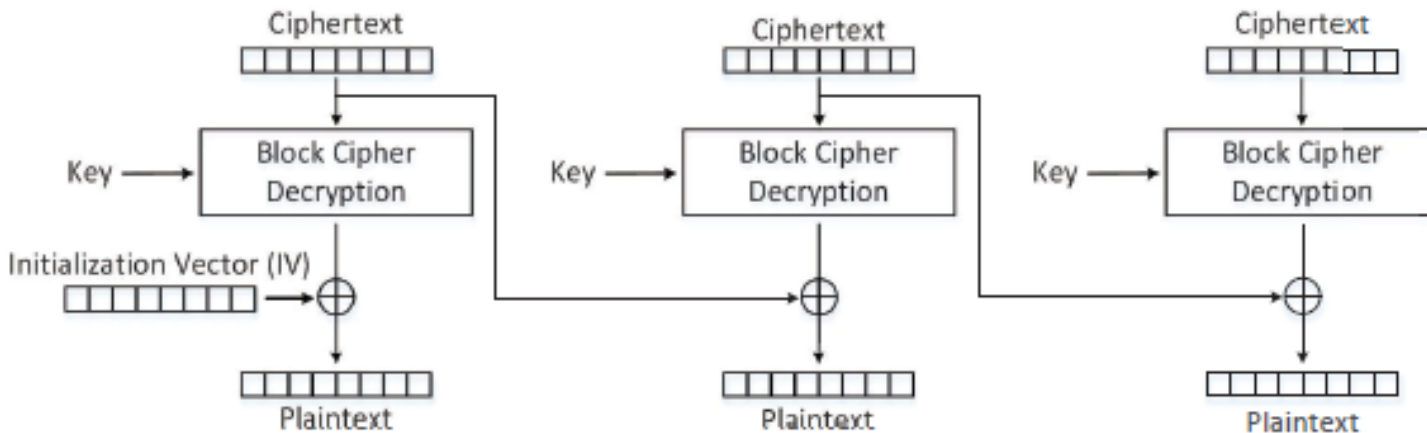 Ciphertext
Ciphertext
Ciphertext
Key
Block Cipher
Decryption
Key
Block Cipher
Decryption
Key
Block Cipher
Decryption
Initialization Vector (IV)
Plaintext
Plaintext
Plaintext